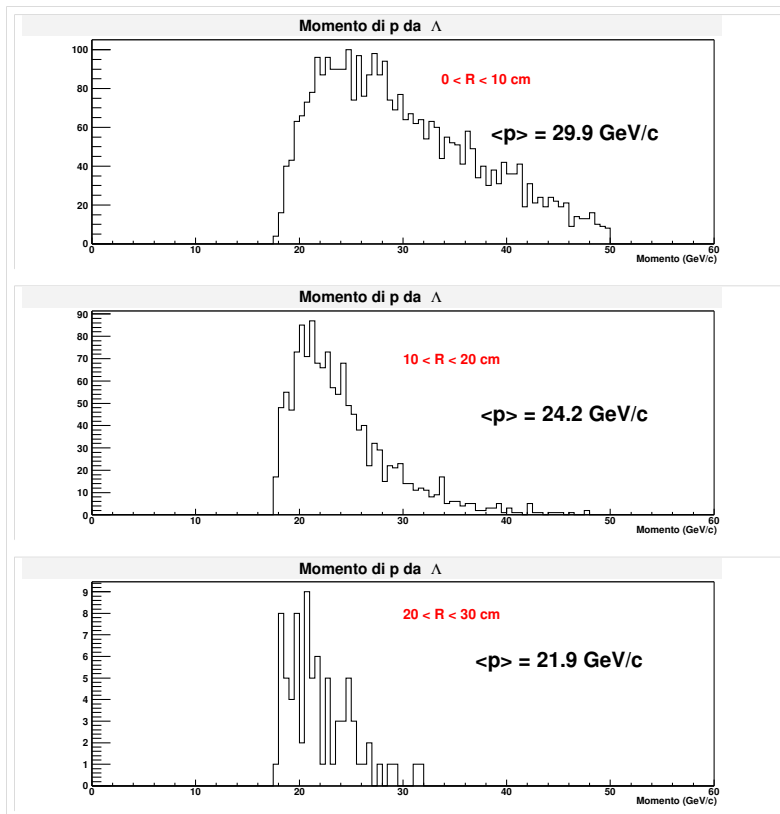 Momento di p da Λ
100
80
60
40
20
0
0 < R < 10 cm
<p> = 29.9 GeV/c
0 10 20 30 40 50 60
Momento (GeV/c)
Momento di p da Λ
90
80
70
60
50
40
30
20
10
0
10 < R < 20 cm
<p> = 24.2 GeV/c
0 10 20 30 40 50 60
Momento (GeV/c)
Momento di p da Λ
9
8
7
6
5
4
3
2
1
0
20 < R < 30 cm
<p> = 21.9 GeV/c
0 10 20 30 40 50 60
Momento (GeV/c)